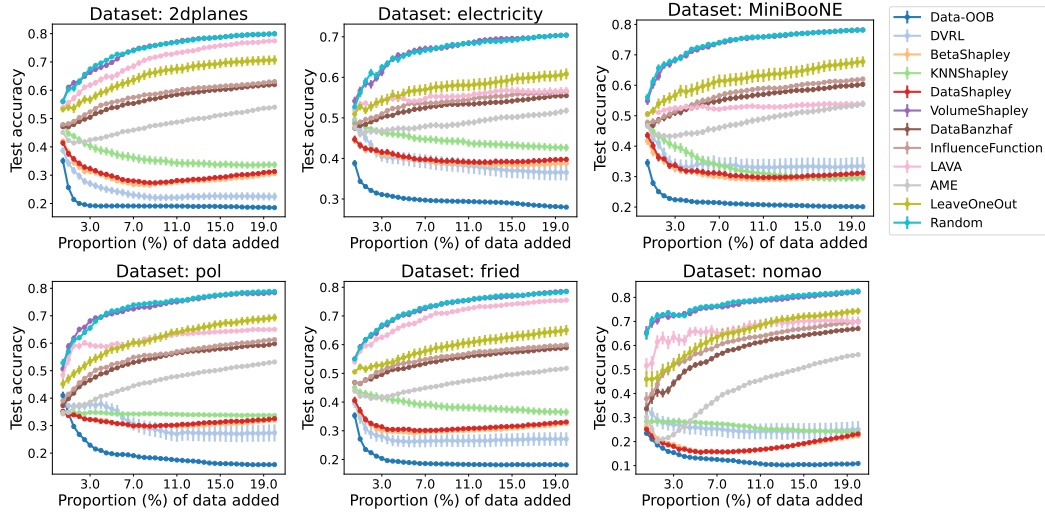 Dataset: 2dplanes
Test accuracy
0.8
0.7
0.6
0.5
0.4
0.3
0.2
3.0 7.0 11.0 15.0 19.0
Proportion (%) of data added
Dataset: electricity
Test accuracy
0.7
0.6
0.5
0.4
0.3
3.0 7.0 11.0 15.0 19.0
Proportion (%) of data added
Dataset: MiniBooNE
Test accuracy
0.8
0.7
0.6
0.5
0.4
0.3
0.2
3.0 7.0 11.0 15.0 19.0
Proportion (%) of data added
Data-OOB
DVRL
BetaShapley
KNNShapley
DataShapley
VolumeShapley
DataBanzhaf
InfluenceFunction
LAVA
AME
LeaveOneOut
Random
Dataset: pol
Test accuracy
0.8
0.7
0.6
0.5
0.4
0.3
0.2
3.0 7.0 11.0 15.0 19.0
Proportion (%) of data added
Dataset: fried
Test accuracy
0.8
0.7
0.6
0.5
0.4
0.3
0.2
3.0 7.0 11.0 15.0 19.0
Proportion (%) of data added
Dataset: nomao
Test accuracy
0.8
0.7
0.6
0.5
0.4
0.3
0.2
0.1
3.0 7.0 11.0 15.0 19.0
Proportion (%) of data added